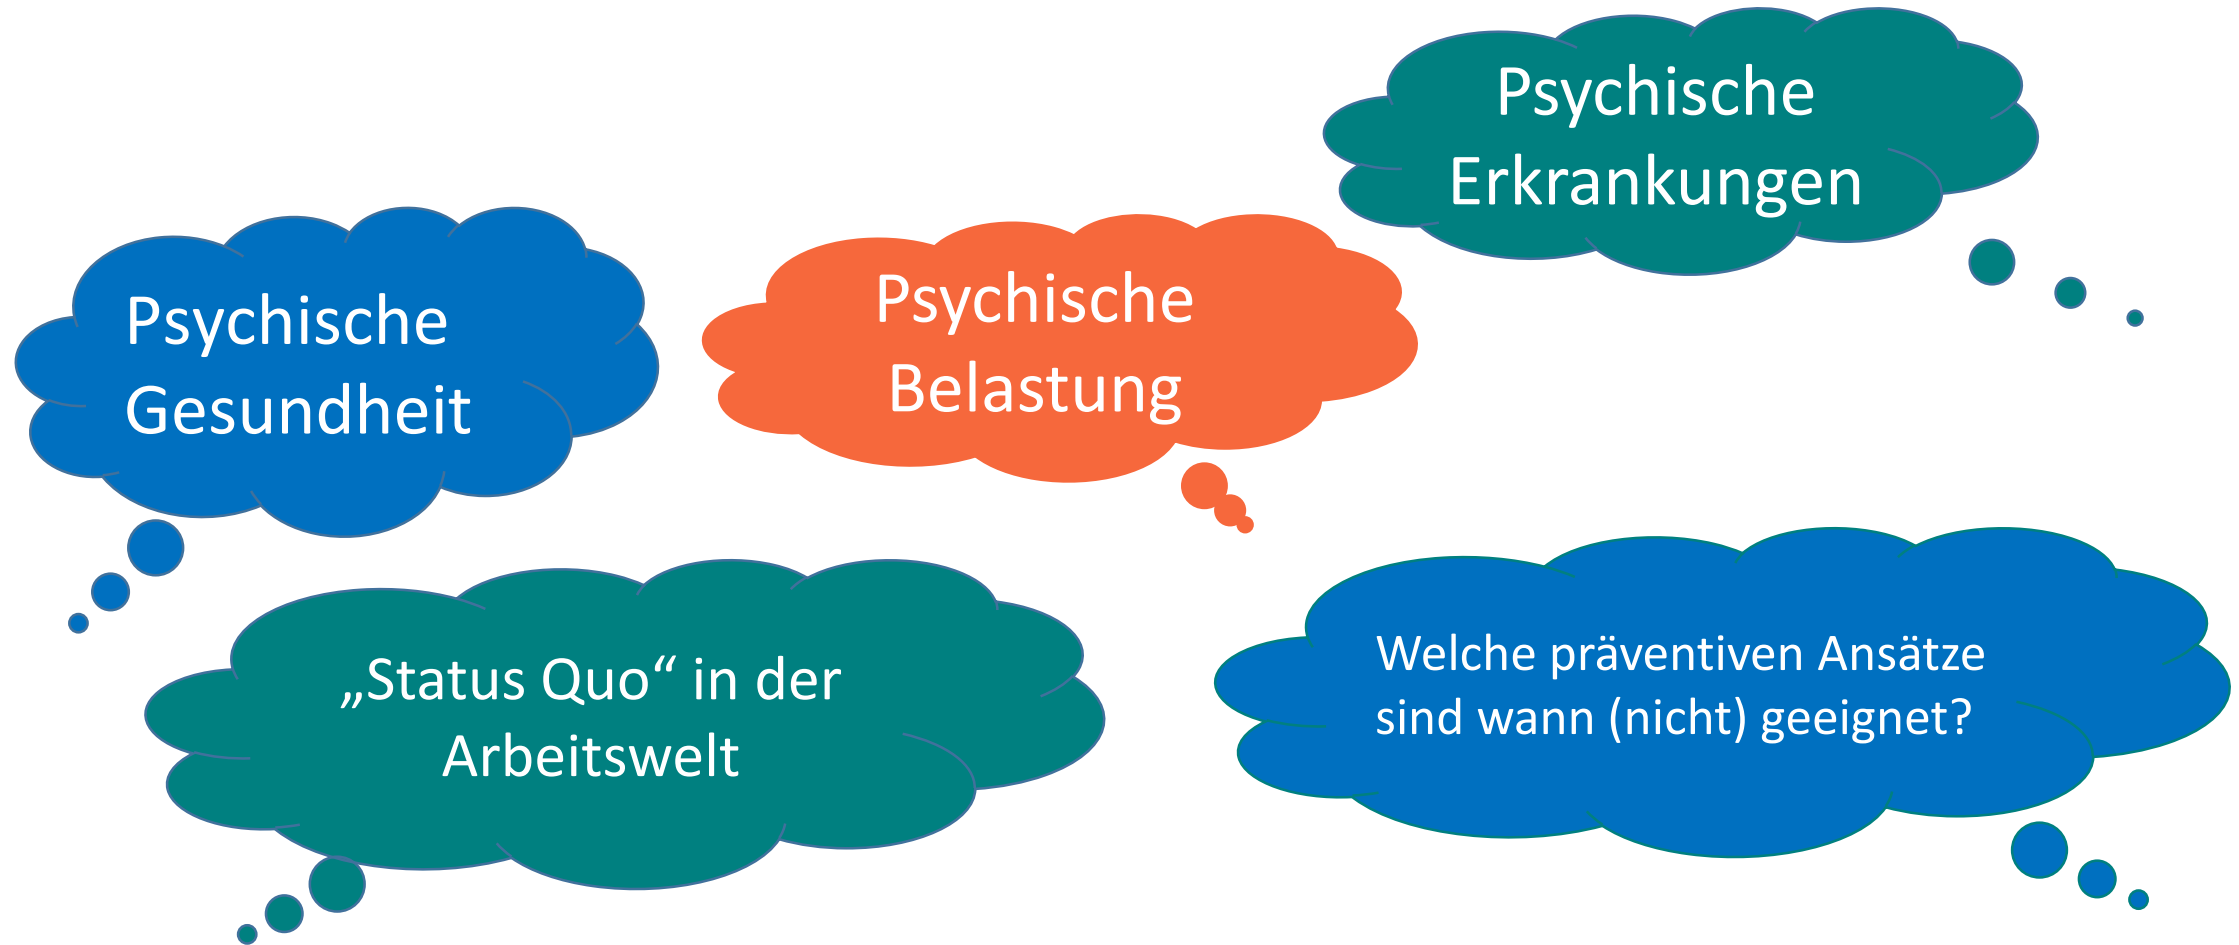 Psychische
Erkrankungen
Psychische
Gesundheit
Psychische
Belastung
„Status Quo“ in der
Arbeitswelt
Welche präventiven Ansätze
sind wann (nicht) geeignet?